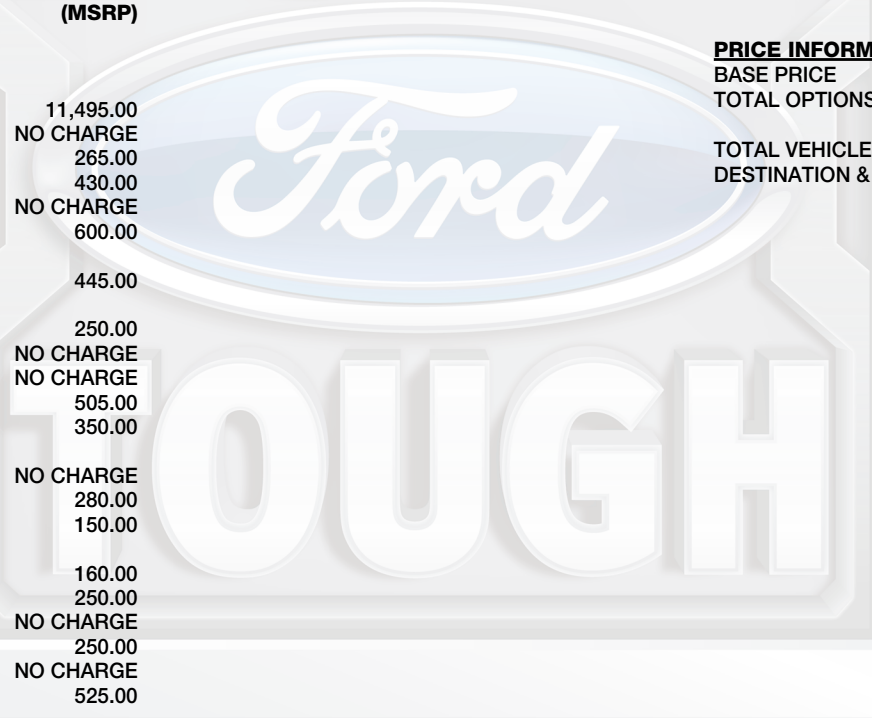 (MSRP)
11,495.00
NO CHARGE
265.00
430.00
NO CHARGE
600.00
445.00
250.00
NO CHARGE
NO CHARGE
505.00
350.00
NO CHARGE
280.00
150.00
160.00
250.00
NO CHARGE
250.00
NO CHARGE
525.00
PRICE INFORM
BASE PRICE
TOTAL OPTIONS
TOTAL VEHICLE
DESTINATION &
Ford
TOUGH